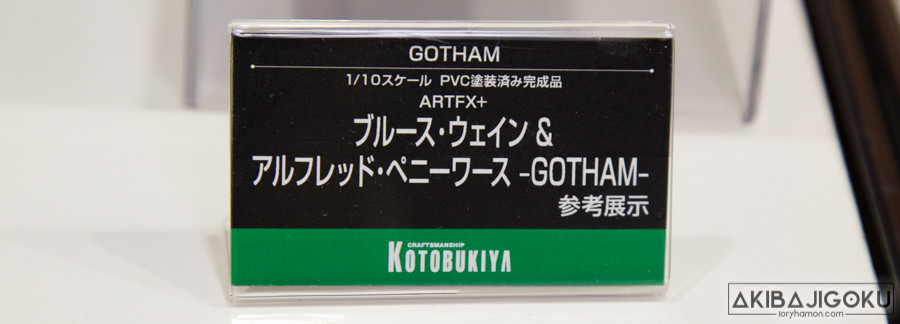 GOTHAM
1/10スケール PVC塗装済み完成品
ARTFX+
ブルース・ウェイン &
アルフレッド・ペニーワース -GOTHAM-
参考展示
CRAFTSMANSHIP
KOTOBUKIYA
AKIBAJIGOKU
ioryhamon.com